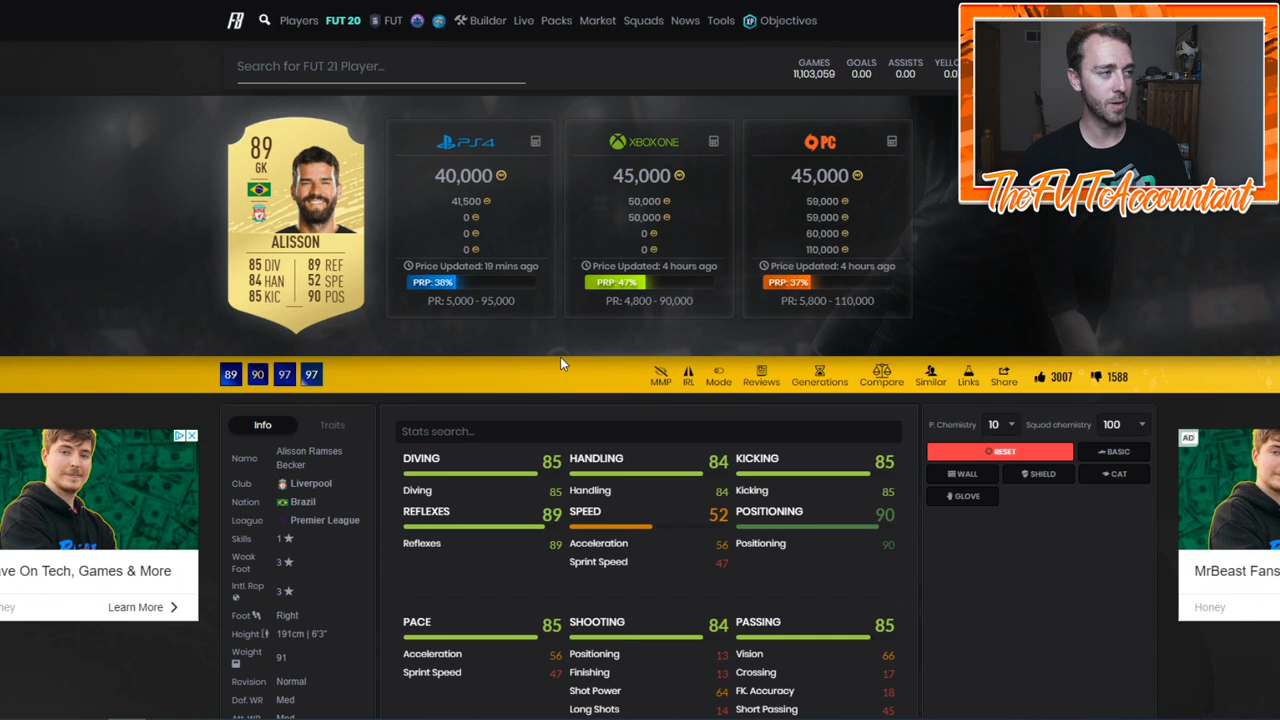 FB Players FUT 20 FUT Builder Live Packs Market Squads News Tools XP Objectives
Search for FUT 21 Player...
GAMES GOALS ASSISTS
11,103,059 0.00 0.00
TheFUTAccountant
89
GK
ALISSON
85 DIV 89 REF
84 HAN 52 SPE
85 KIC 90 POS
PS4
40,000
41,500
0
0
0
Price Updated: 19 mins ago
PRP: 38%
PR: 5,000 - 95,000
XBOX ONE
45,000
50,000
50,000
0
0
Price Updated: 4 hours ago
PRP: 47%
PR: 4,800 - 90,000
PC
45,000
59,000
59,000
60,000
110,000
Price Updated: 4 hours ago
PRP: 37%
PR: 5,800 - 110,000
89 90 97 97
MMP IRL Mode Reviews Generations Compare Similar Links Share 3007 1588
Info Traits
Name Alisson Ramses
Becker
Club Liverpool
Nation Brazil
League Premier League
Skills 1★
Weak
Foot 3★
Intl. Rep 3★
Foot Right
Height 191cm | 6'3"
Weight 91
Revision Normal
Def. WR Med
Stats search...
DIVING 85 HANDLING 84 KICKING 85
Diving 85 Handling 84 Kicking 85
REFLEXES 89 SPEED 52 POSITIONING 90
Reflexes 89 Acceleration 56 Positioning 90
Sprint Speed 47
PACE 85 SHOOTING 84 PASSING 85
Acceleration 56 Positioning 13 Vision 66
Sprint Speed 47 Finishing 13 Crossing 17
Shot Power 64 FK. Accuracy 18
Long Shots 14 Short Passing 45
P. Chemistry 10 Squad chemistry 100
RESET BASIC
WALL SHIELD CAT
GLOVE
ve On Tech, Games & More
ney Learn More
AD
MrBeast Fans
Honey